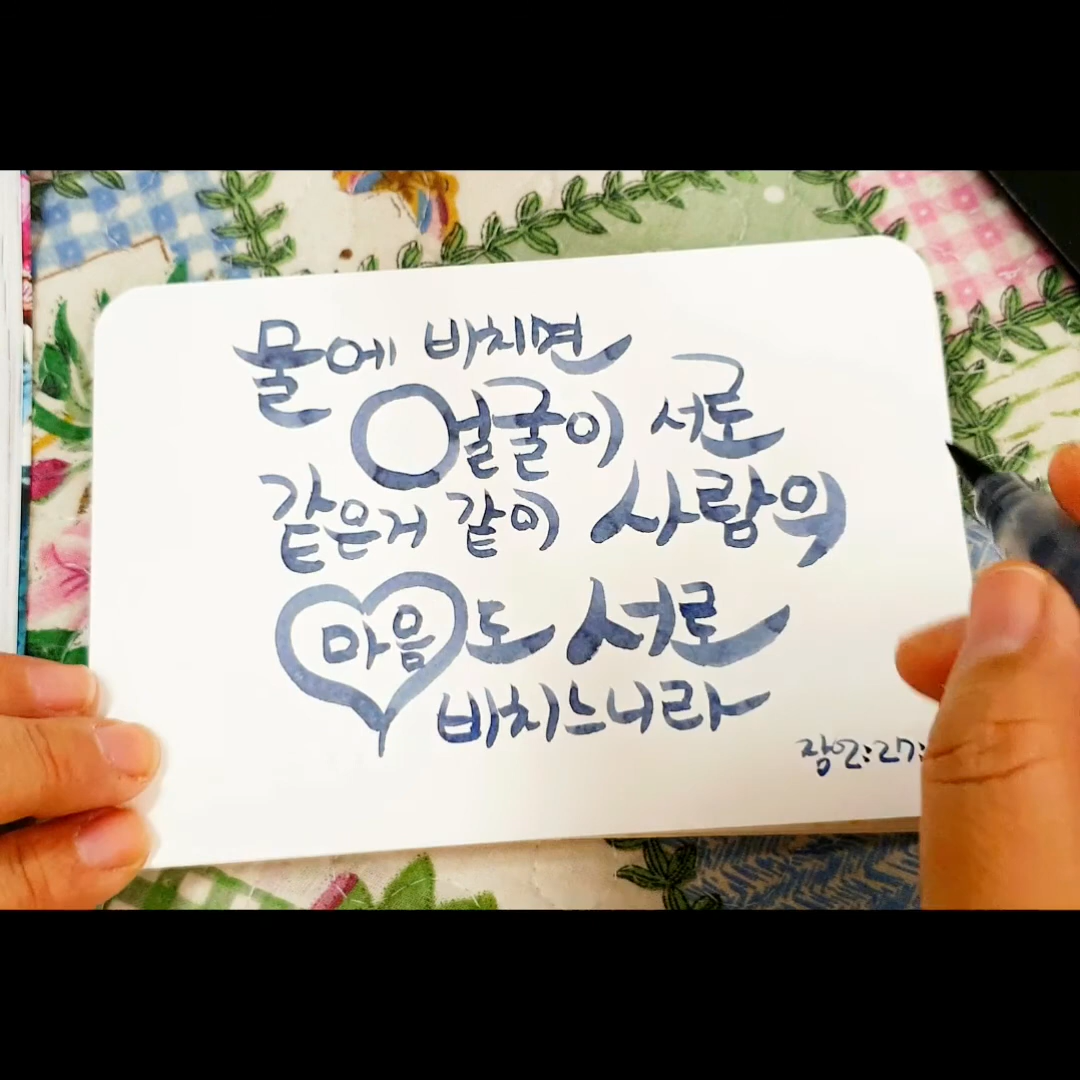 물에 비치면
얼굴이 서로
같은거 같이 사람의
마음도 서로
비치느니라
잠언:27: